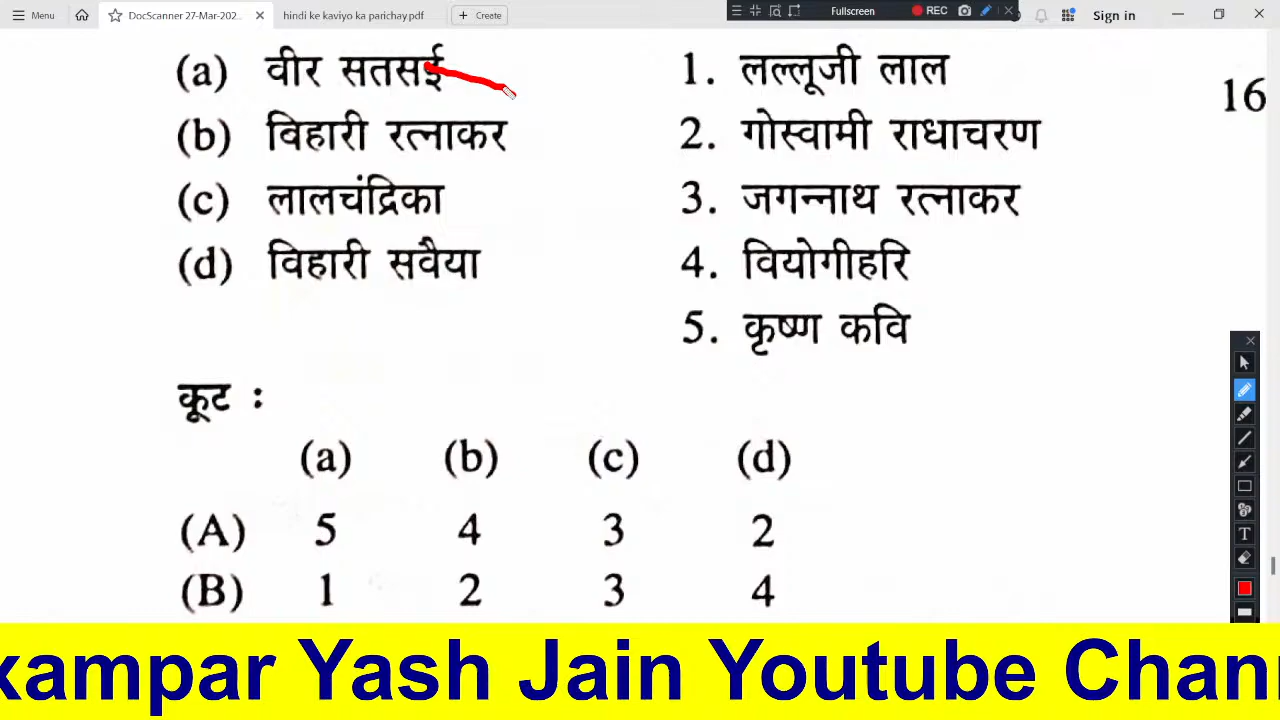 Menu DocScanner 27-Mar-202... hindi ke kaviyo ka parichay.pdf Create Fullscreen REC Sign in
(a) वीर सतसई 1. लल्लूजी लाल 16
(b) विहारी रत्नाकर 2. गोस्वामी राधाचरण
(c) लालचंद्रिका 3. जगन्नाथ रत्नाकर
(d) विहारी सवैया 4. वियोगीहरि
5. कृष्ण कवि
कूट :
(a) (b) (c) (d)
(A) 5 4 3 2
(B) 1 2 3 4
xampar Yash Jain Youtube Chan